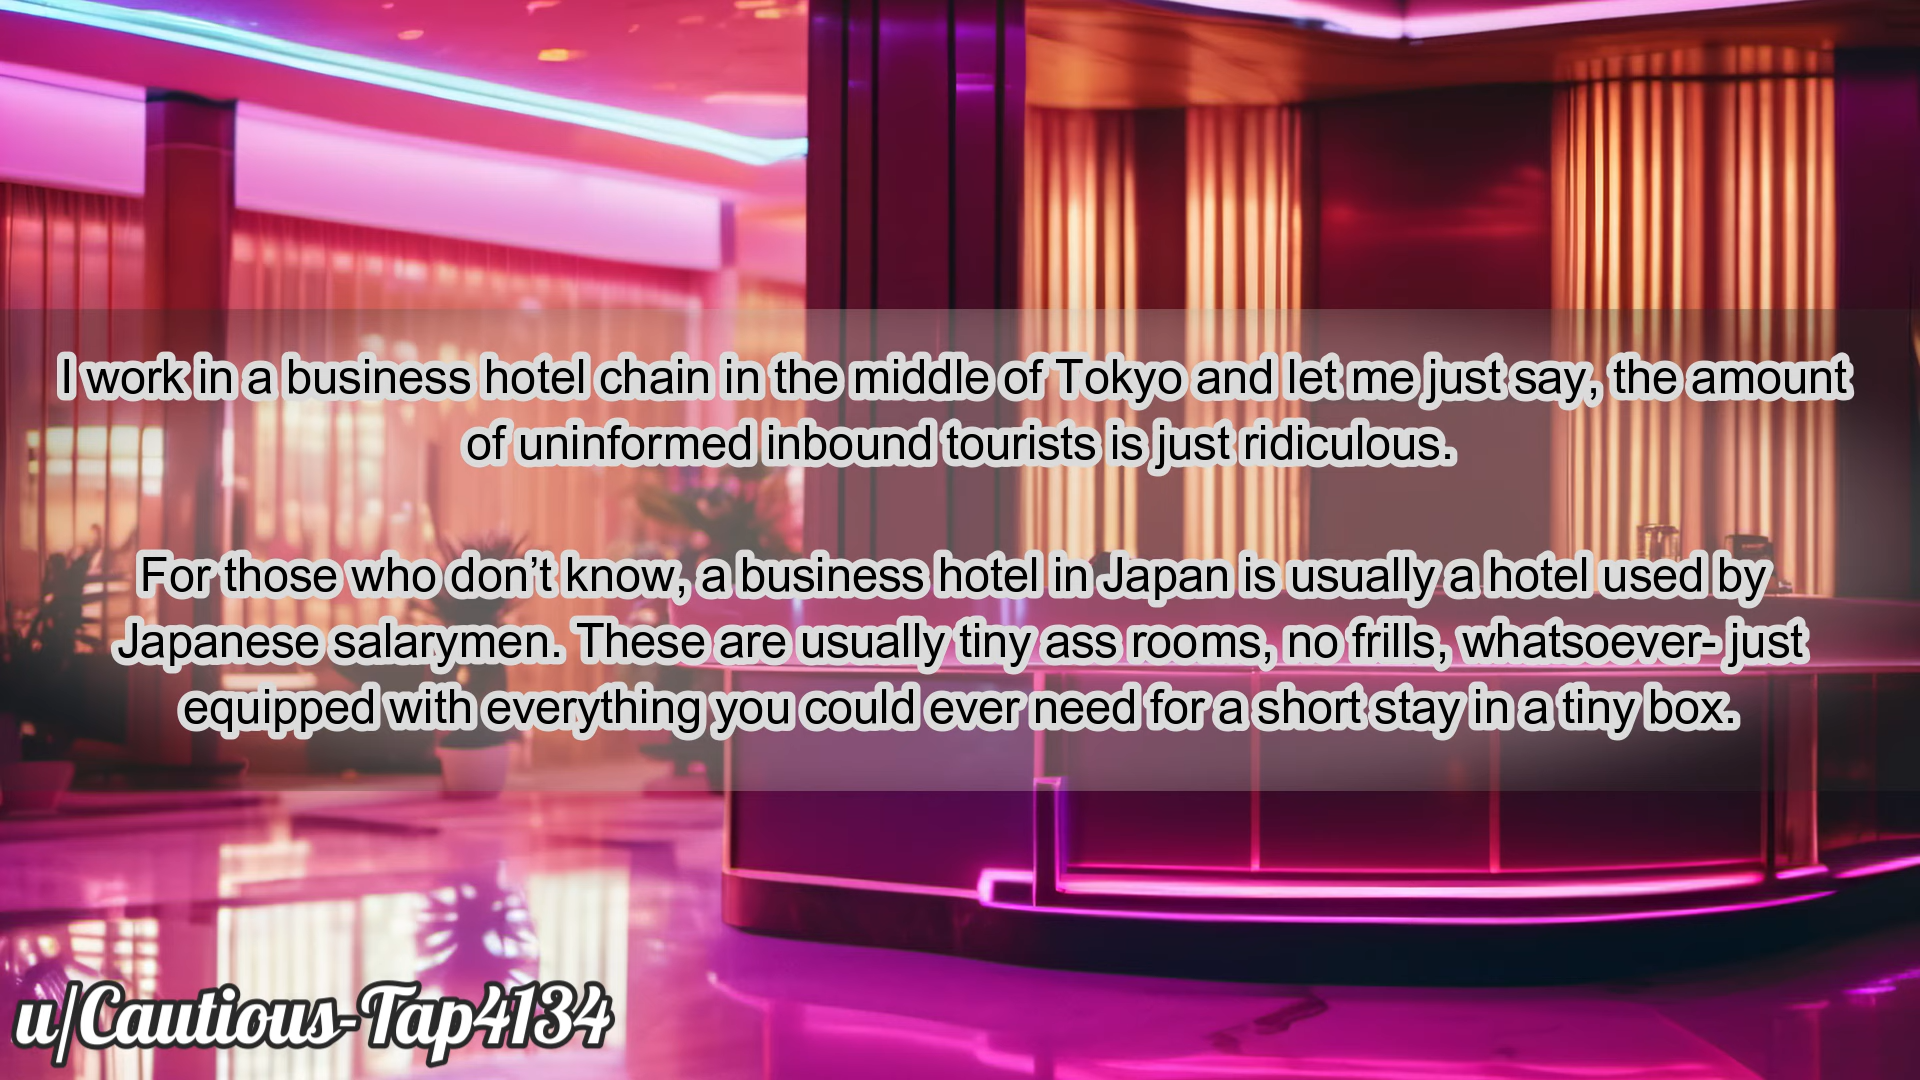 I work in a business hotel chain in the middle of Tokyo and let me just say, the amount
of uninformed inbound tourists is just ridiculous.
For those who don’t know, a business hotel in Japan is usually a hotel used by
Japanese salarymen. These are usually tiny ass rooms, no frills, whatsoever- just
equipped with everything you could ever need for a short stay in a tiny box.
u/Cautious-Tap4134